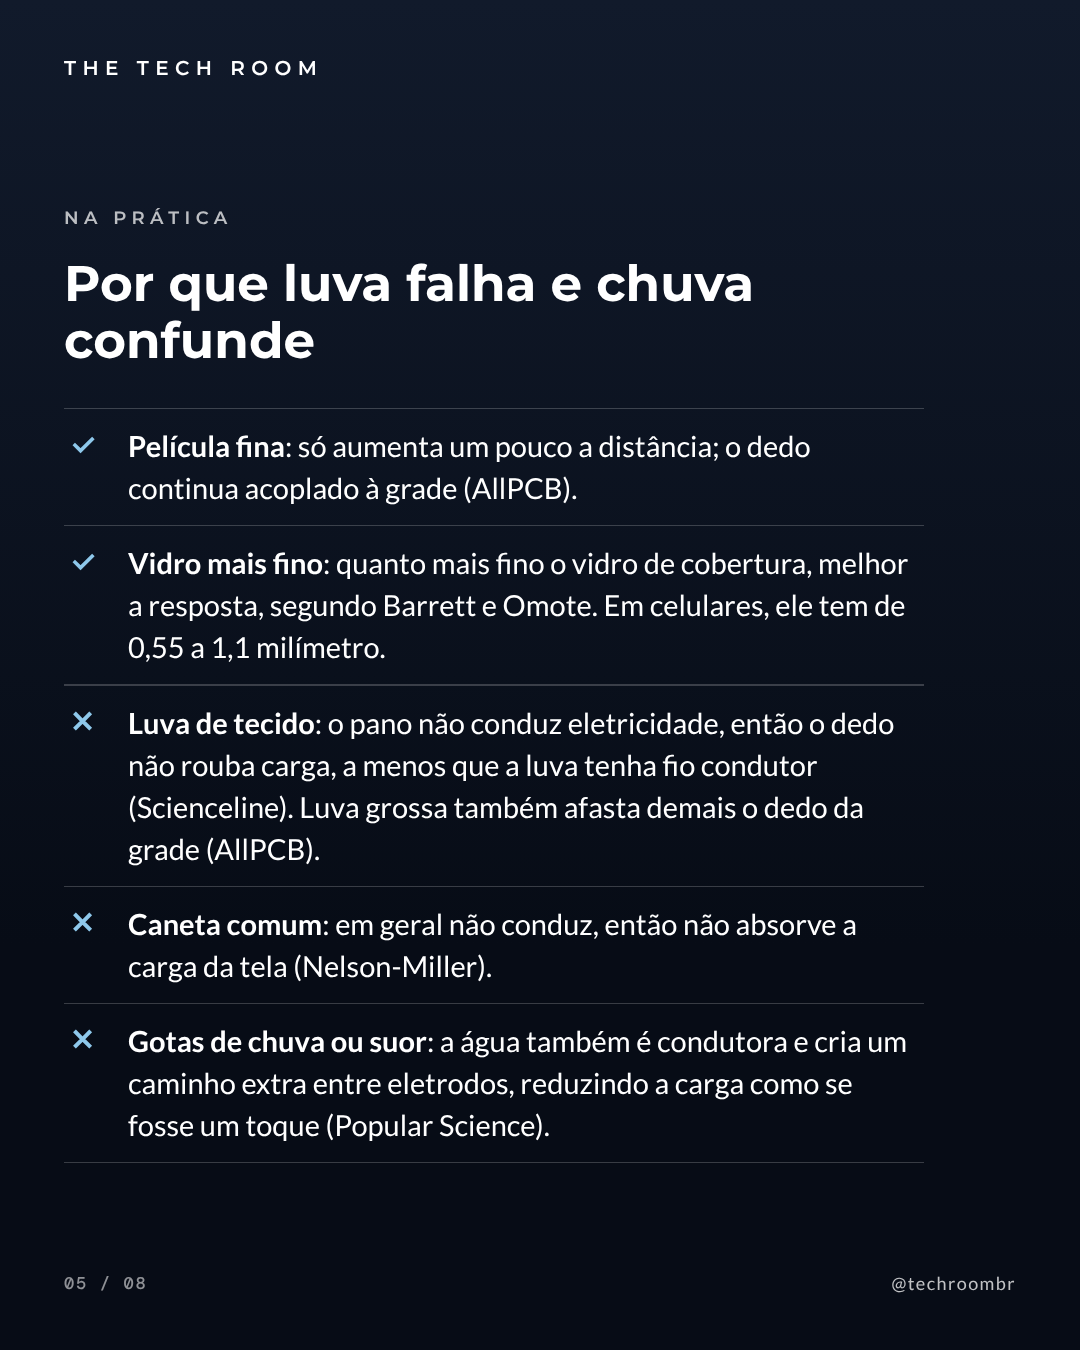 THE TECH ROOM
NA PRÁTICA
Por que luva falha e chuva
confunde
Película fina: só aumenta um pouco a distância; o dedo
continua acoplado à grade (AllPCB).
Vidro mais fino: quanto mais fino o vidro de cobertura, melhor
a resposta, segundo Barrett e Omote. Em celulares, ele tem de
0,55 a 1,1 milímetro.
Luva de tecido: o pano não conduz eletricidade, então o dedo
não rouba carga, a menos que a luva tenha fio condutor
(Scienceline). Luva grossa também afasta demais o dedo da
grade (AllPCB).
Caneta comum: em geral não conduz, então não absorve a
carga da tela (Nelson-Miller).
Gotas de chuva ou suor: a água também é condutora e cria um
caminho extra entre eletrodos, reduzindo a carga como se
fosse um toque (Popular Science).
05 / 08
@techroombr